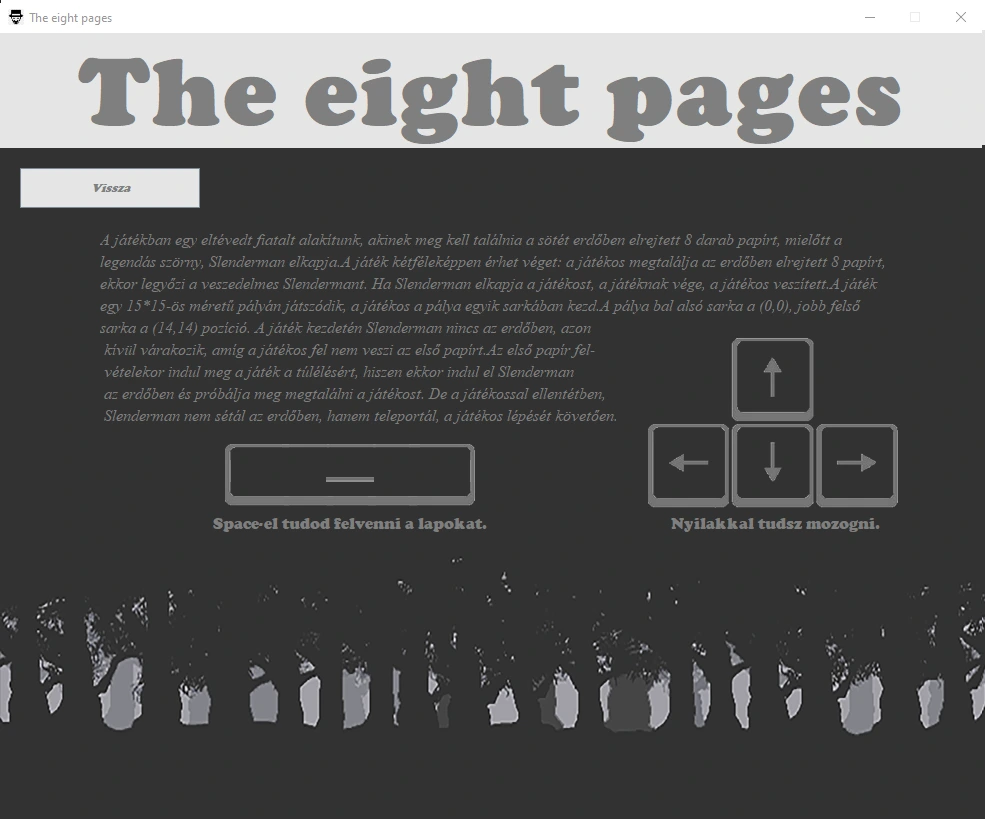 The eight pages
The eight pages
Vissza
A játékban egy eltévedt fiatalt alakítunk, akinek meg kell találnia a sötét erdőben elrejtett 8 darab papírt, mielőtt a
legendás szörny, Slenderman elkapja.A játék kétféleképpen érhet véget: a játékos megtalálja az erdőben elrejtett 8 papírt,
ekkor legyőzi a veszedelmes Slendermant. Ha Slenderman elkapja a játékost, a játéknak vége, a játékos veszített.A játék
egy 15*15-ös méretű pályán játszódik, a játékos a pálya egyik sarkában kezd.A pálya bal alsó sarka a (0,0), jobb felső
sarka a (14,14) pozíció. A játék kezdetén Slenderman nincs az erdőben, azon
kívül várakozik, amíg a játékos fel nem veszi az első papírt.Az első papír fel-
vételekor indul meg a játék a túlélésért, hiszen ekkor indul el Slenderman
az erdőben és próbálja meg megtalálni a játékost. De a játékossal ellentétben,
Slenderman nem sétál az erdőben, hanem teleportál, a játékos lépését követően.
Space-el tudod felvenni a lapokat.
Nyilakkal tudsz mozogni.